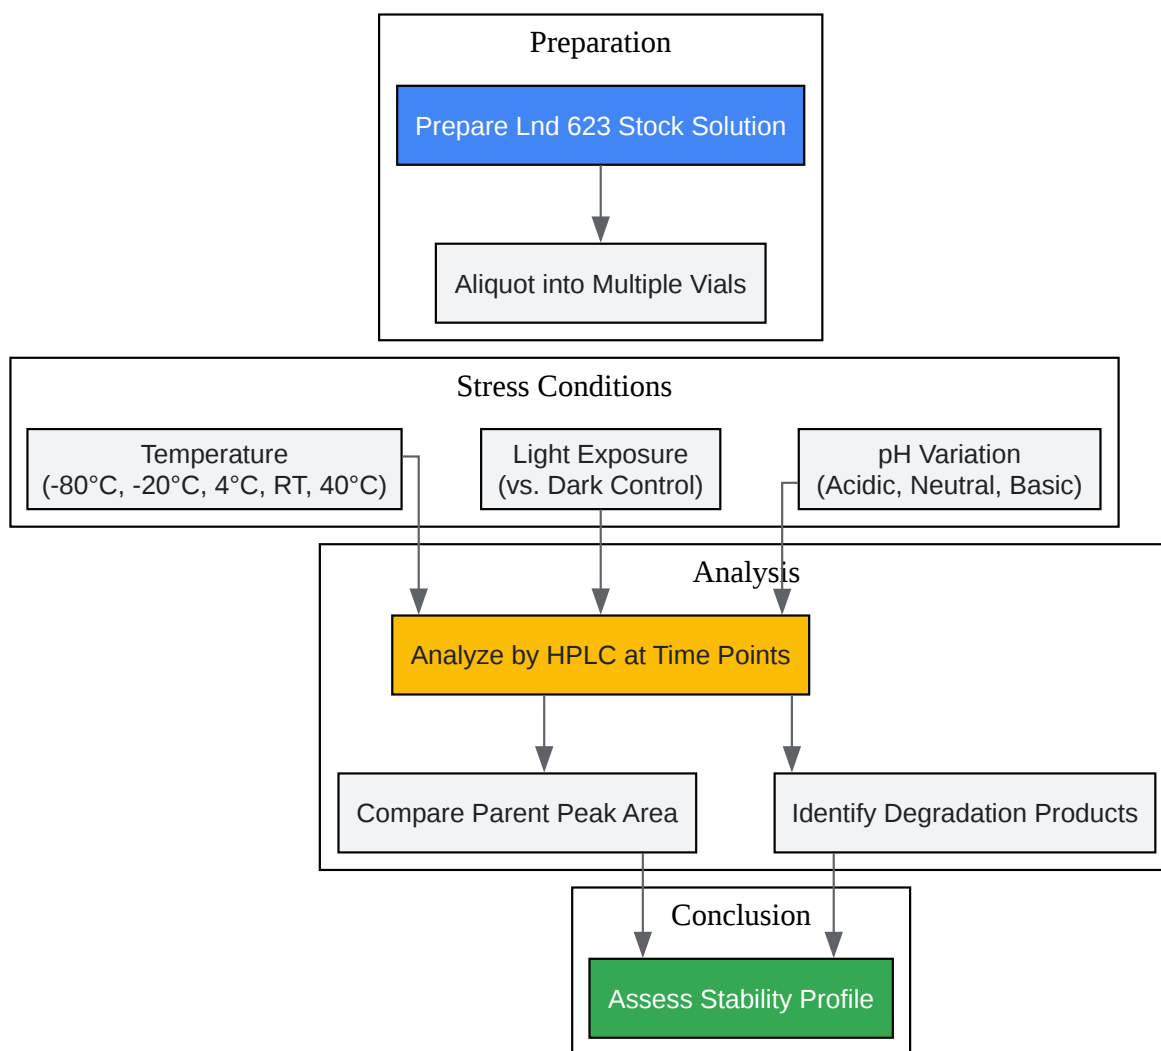 Preparation
Prepare Lnd 623 Stock Solution
Aliquot into Multiple Vials
Stress Conditions
Temperature
(-80°C, -20°C, 4°C, RT, 40°C)
Light Exposure
(vs. Dark Control)
pH Variation
(Acidic, Neutral, Basic)
Analysis
Analyze by HPLC at Time Points
Compare Parent Peak Area
Identify Degradation Products
Conclusion
Assess Stability Profile